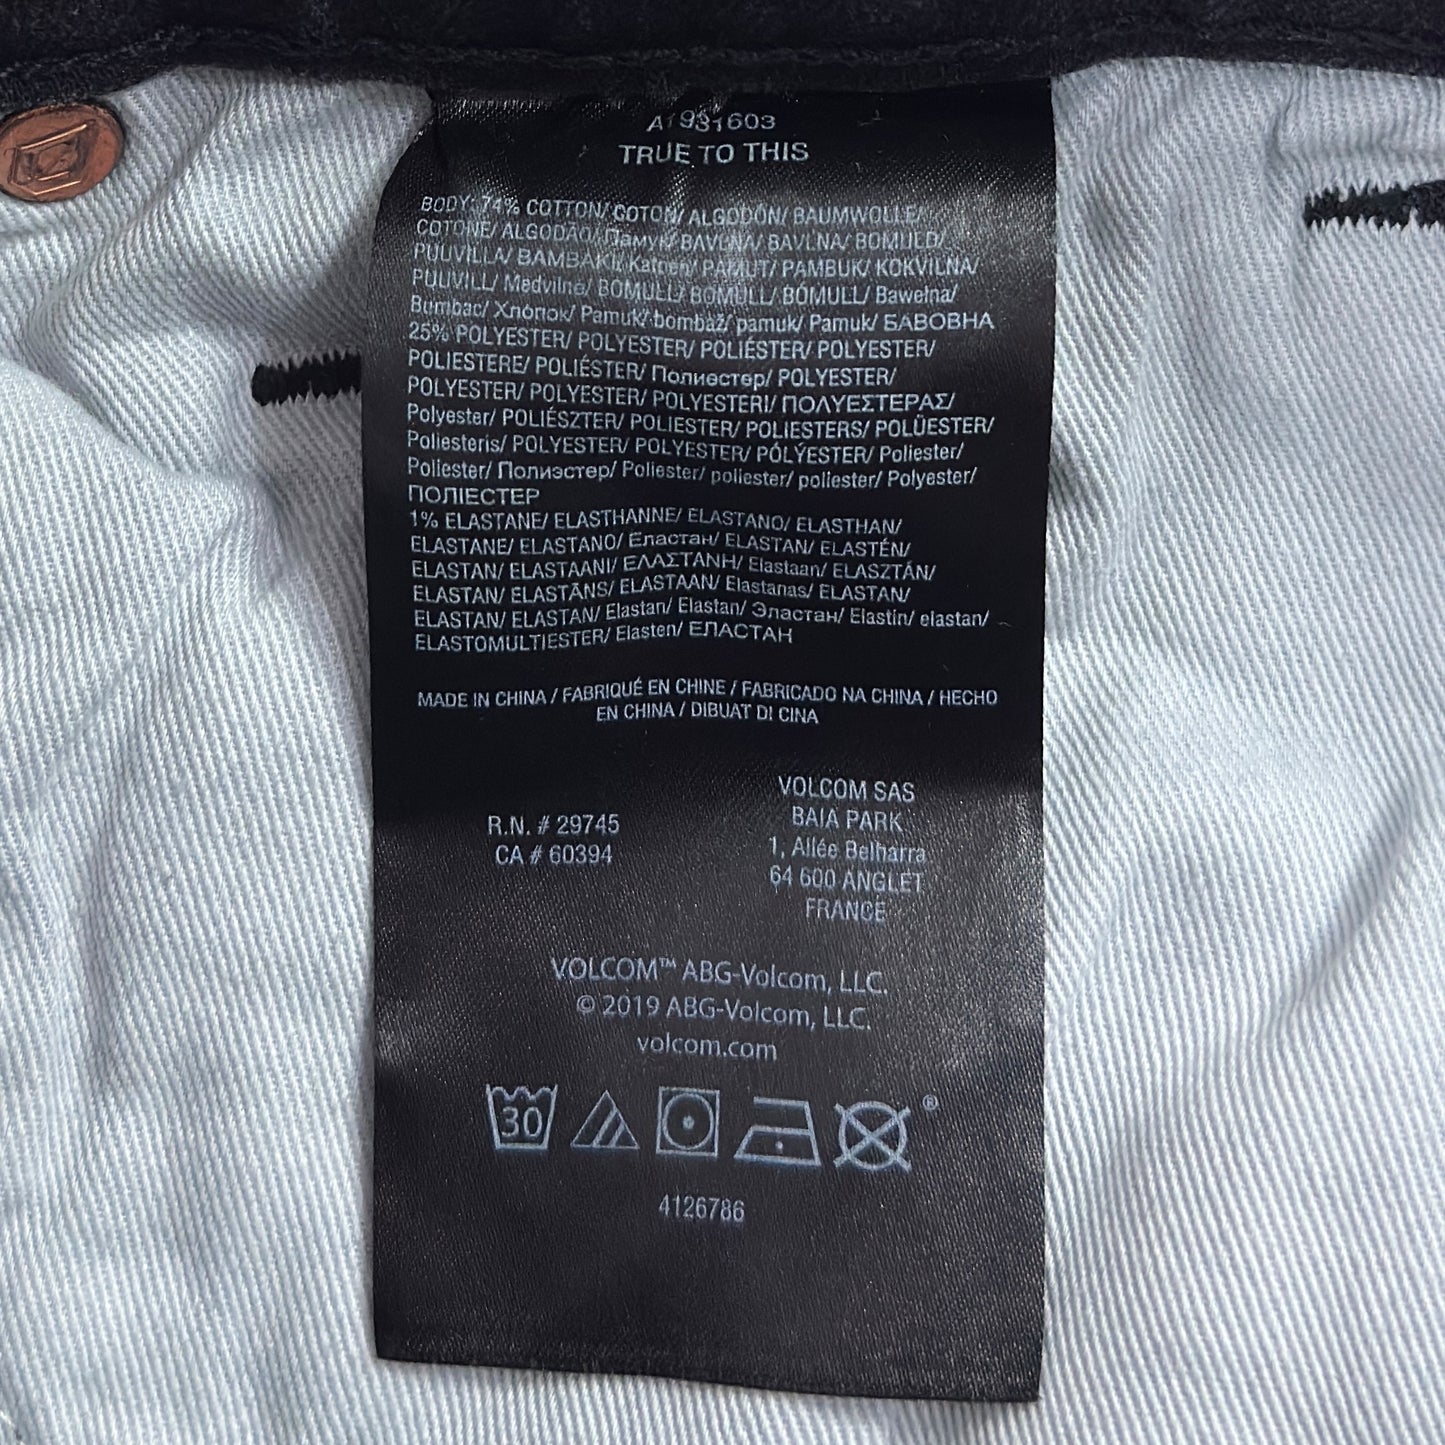 A1931603
TRUE TO THIS
BODY: 74% COTTON/ COTON/ ALGODÓN/ BAUMWOLLE/
COTONE/ ALGODÃO/ Памук/ BAVLNA/ BAVLNA/ BOMULD/
PUUVILLA/ ΒΑΜΒΑΚΙ/ Katoen/ PAMUT/ PAMBUK/ KOKVILNA/
PUUVILL/ Medvilnė/ BOMULL/ BOMULL/ BÓMULL/ Bawełna/
Bumbac/ Хлопок/ Pamuk/ bombaž/ pamuk/ Pamuk/ БАВОВНА
25% POLYESTER/ POLYESTER/ POLIÉSTER/ POLYESTER/
POLIESTERE/ POLIÉSTER/ Полиестер/ POLYESTER/
POLYESTER/ POLYESTER/ POLYESTERI/ ΠΟΛΥΕΣΤΕΡΑΣ/
Polyester/ POLIÉSZTER/ POLIESTER/ POLIESTERS/ POLÜESTER/
Poliesteris/ POLYESTER/ POLYESTER/ PÓLÝESTER/ Poliester/
Poliester/ Полиэстер/ Poliester/ poliester/ poliester/ Polyester/
ПОЛІЕСТЕР
1% ELASTANE/ ELASTHANNE/ ELASTANO/ ELASTHAN/
ELASTANE/ ELASTANO/ Еластан/ ELASTAN/ ELASTÉN/
ELASTAN/ ELASTAANI/ ΕΛΑΣΤΑΝΗ/ Elastaan/ ELASZTÁN/
ELASTAN/ ELASTĀNS/ ELASTAAN/ Elastanas/ ELASTAN/
ELASTAN/ ELASTAN/ Elastan/ Elastan/ Эластан/ Elastin/ elastan/
ELASTOMULTIESTER/ Elasten/ ЕЛАСТАН
MADE IN CHINA / FABRIQUÉ EN CHINE / FABRICADO NA CHINA / HECHO
EN CHINA / DIBUAT DI CINA
R.N. # 29745
CA # 60394
VOLCOM SAS
BAIA PARK
1, Allée Belharra
64 600 ANGLET
FRANCE
VOLCOM™ ABG-Volcom, LLC.
© 2019 ABG-Volcom, LLC.
volcom.com
30 ®
4126786